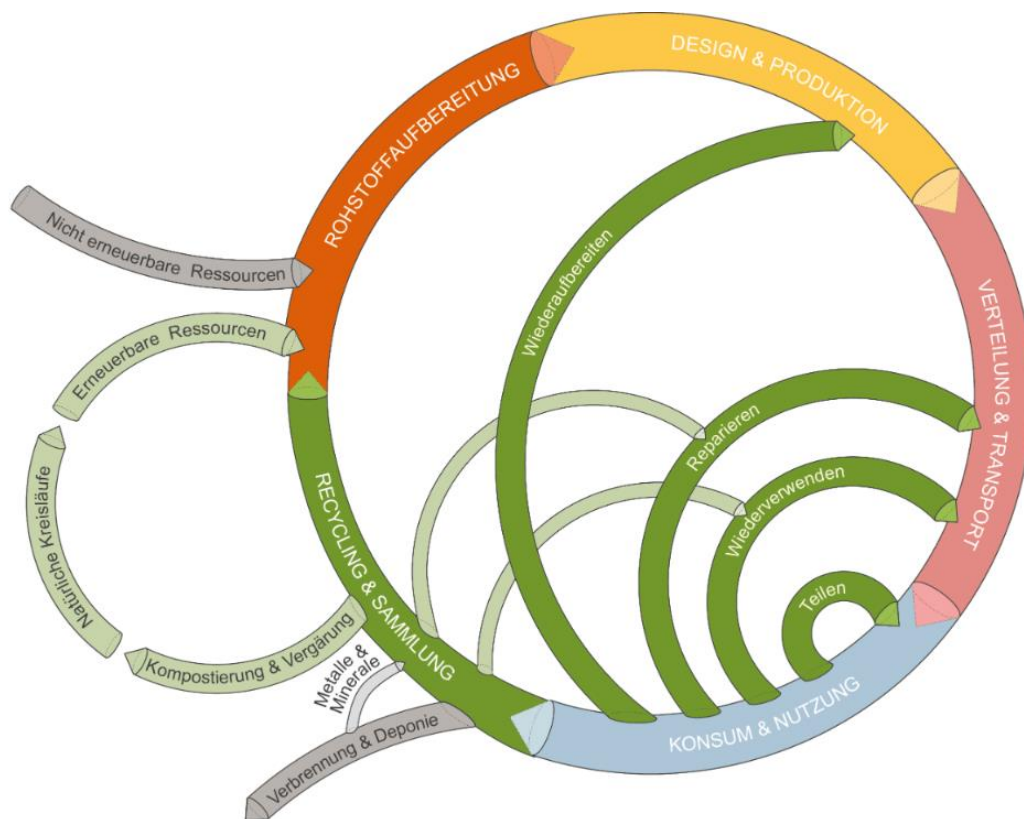 DESIGN & PRODUKTION
ROHSTOFFAUFBEREITUNG
Nicht erneuerbare Ressourcen
Wiederaufbereiten
VERTEILUNG & TRANSPORT
Erneuerbare Ressourcen
Reparieren
Natürliche Kreisläufe
RECYCLING & SAMMLUNG
Wiederverwenden
Teilen
Kompostierung & Vergärung
Metalle &
Minerale
KONSUM & NUTZUNG
Verbrennung & Deponie